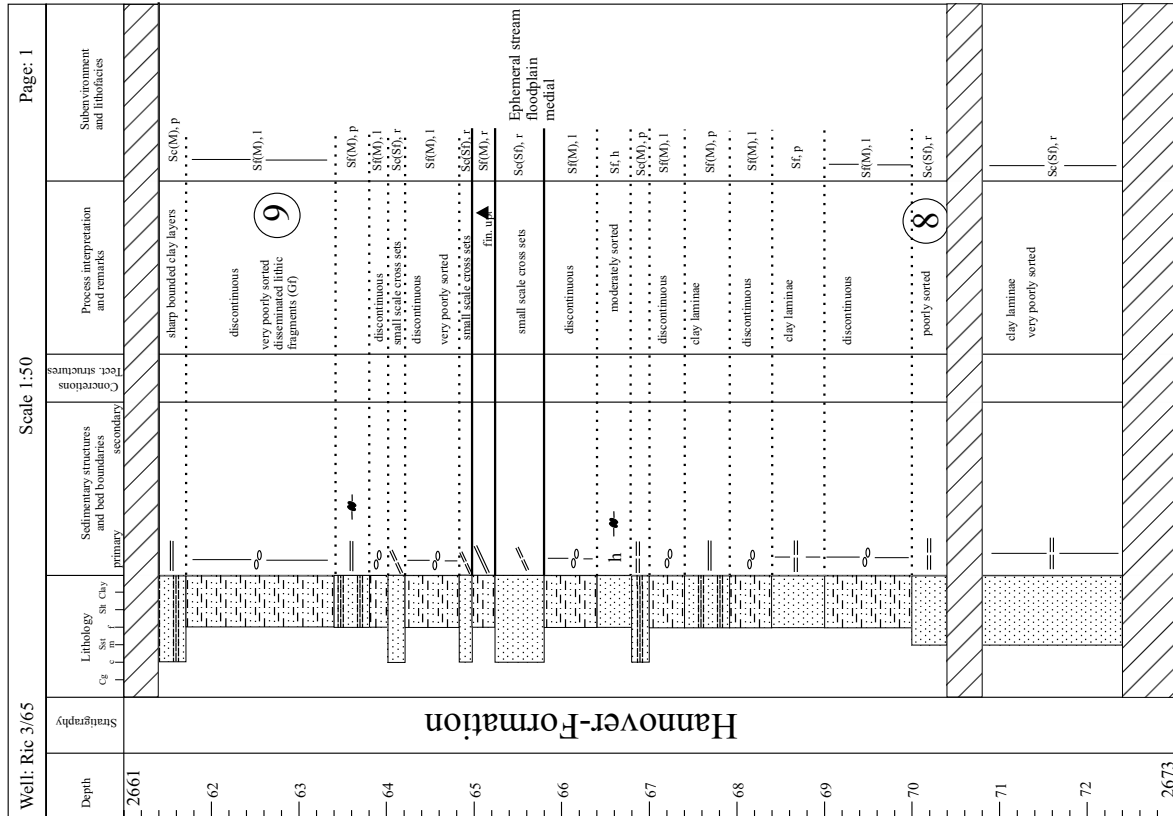 Well: Ric 3/65
Scale 1:50
Page: 1
Depth
Stratigraphy
Lithology
Cg
c
Sst
m
f
Slt
Clay
Sedimentary structures
and bed boundaries
primary
secondary
Concretions
Tect. structures
Process interpretation
and remarks
Subenvironment
and lithofacies
2661
62
63
64
65
66
67
68
69
70
71
72
2673
Hannover-Formation
h
sharp bounded clay layers
discontinuous
very poorly sorted
disseminated lithic
fragments (Gf)
9
discontinuous
small scale cross sets
discontinuous
very poorly sorted
small scale cross sets
fin. up.
small scale cross sets
discontinuous
moderately sorted
discontinuous
clay laminae
discontinuous
clay laminae
discontinuous
poorly sorted
8
clay laminae
very poorly sorted
Sc(M), p
Sf(M), l
Sf(M), p
Sf(M), l
Sc(Sf), r
Sf(M), l
Sc(Sf), r
Sf(M), r
Sc(Sf), r
Sf(M), l
Sf, h
Sc(M), p
Sf(M), l
Sf(M), p
Sf(M), l
Sf, p
Sf(M), l
Sc(Sf), r
Sc(Sf), r
Ephemeral stream
floodplain
medial